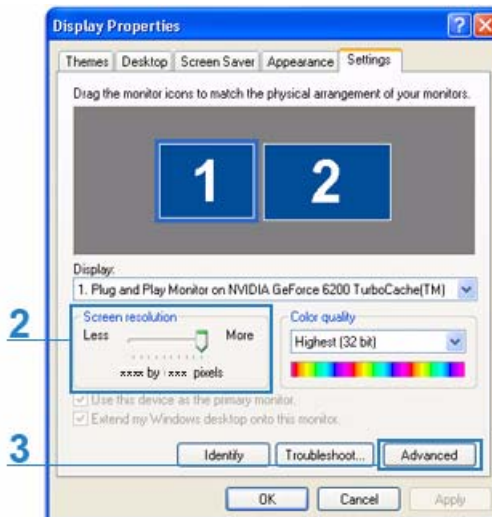 Display Properties
Themes Desktop Screen Saver Appearance Settings
Drag the monitor icons to match the physical arrangement of your monitors.
1 2
Display:
1. Plug and Play Monitor on NVIDIA GeForce 6200 TurboCache(TM)
2
Screen resolution
Less More
xxxx by xxx pixels
Color quality
Highest (32 bit)
Use this device as the primary monitor.
Extend my Windows desktop onto this monitor.
3
Identify Troubleshoot... Advanced
OK Cancel Apply